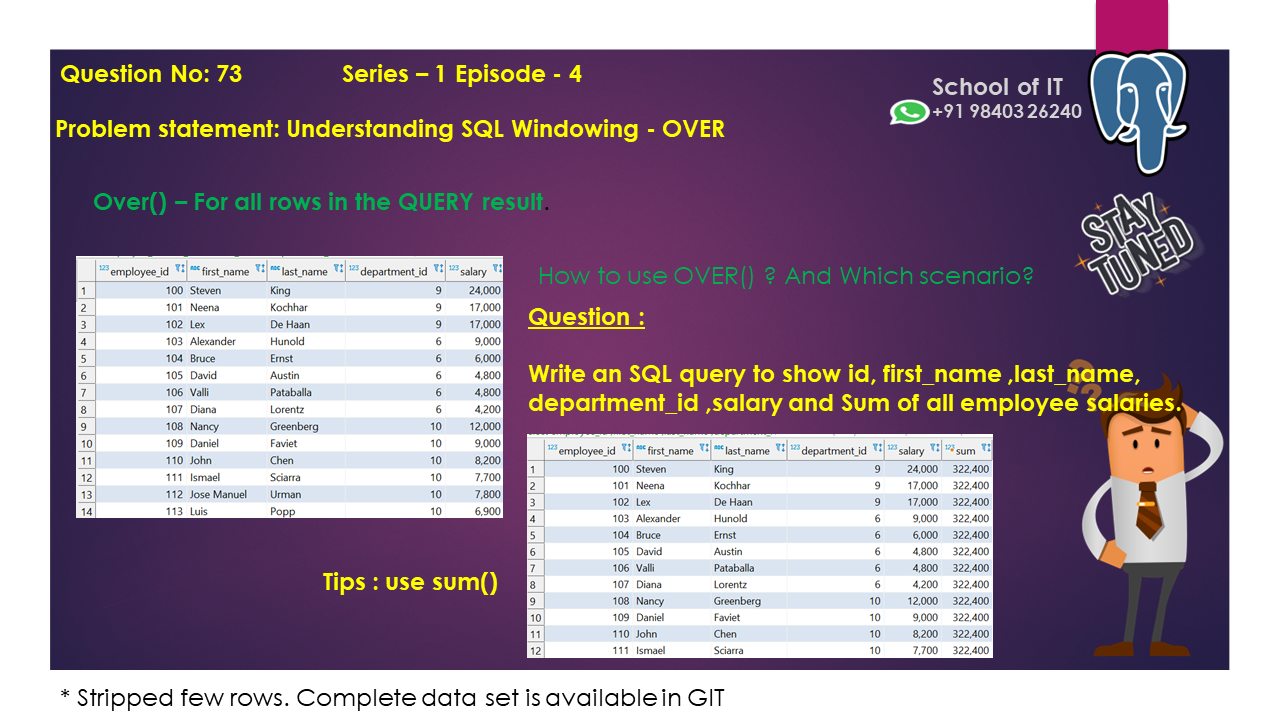 Question No: 73 Series – 1 Episode - 4
School of IT
+91 98403 26240
Problem statement: Understanding SQL Windowing - OVER
Over() – For all rows in the QUERY result.
STAY TUNED
123 employee_id abc first_name abc last_name 123 department_id 123 salary
1 100 Steven King 9 24,000
2 101 Neena Kochhar 9 17,000
3 102 Lex De Haan 9 17,000
4 103 Alexander Hunold 6 9,000
5 104 Bruce Ernst 6 6,000
6 105 David Austin 6 4,800
7 106 Valli Pataballa 6 4,800
8 107 Diana Lorentz 6 4,200
9 108 Nancy Greenberg 10 12,000
10 109 Daniel Faviet 10 9,000
11 110 John Chen 10 8,200
12 111 Ismael Sciarra 10 7,700
13 112 Jose Manuel Urman 10 7,800
14 113 Luis Popp 10 6,900
How to use OVER() ? And Which scenario?
Question :
Write an SQL query to show id, first_name ,last_name,
department_id ,salary and Sum of all employee salaries.
123 employee_id abc first_name abc last_name 123 department_id 123 salary 123 sum
1 100 Steven King 9 24,000 322,400
2 101 Neena Kochhar 9 17,000 322,400
3 102 Lex De Haan 9 17,000 322,400
4 103 Alexander Hunold 6 9,000 322,400
5 104 Bruce Ernst 6 6,000 322,400
6 105 David Austin 6 4,800 322,400
7 106 Valli Pataballa 6 4,800 322,400
8 107 Diana Lorentz 6 4,200 322,400
9 108 Nancy Greenberg 10 12,000 322,400
10 109 Daniel Faviet 10 9,000 322,400
11 110 John Chen 10 8,200 322,400
12 111 Ismael Sciarra 10 7,700 322,400
Tips : use sum()
* Stripped few rows. Complete data set is available in GIT